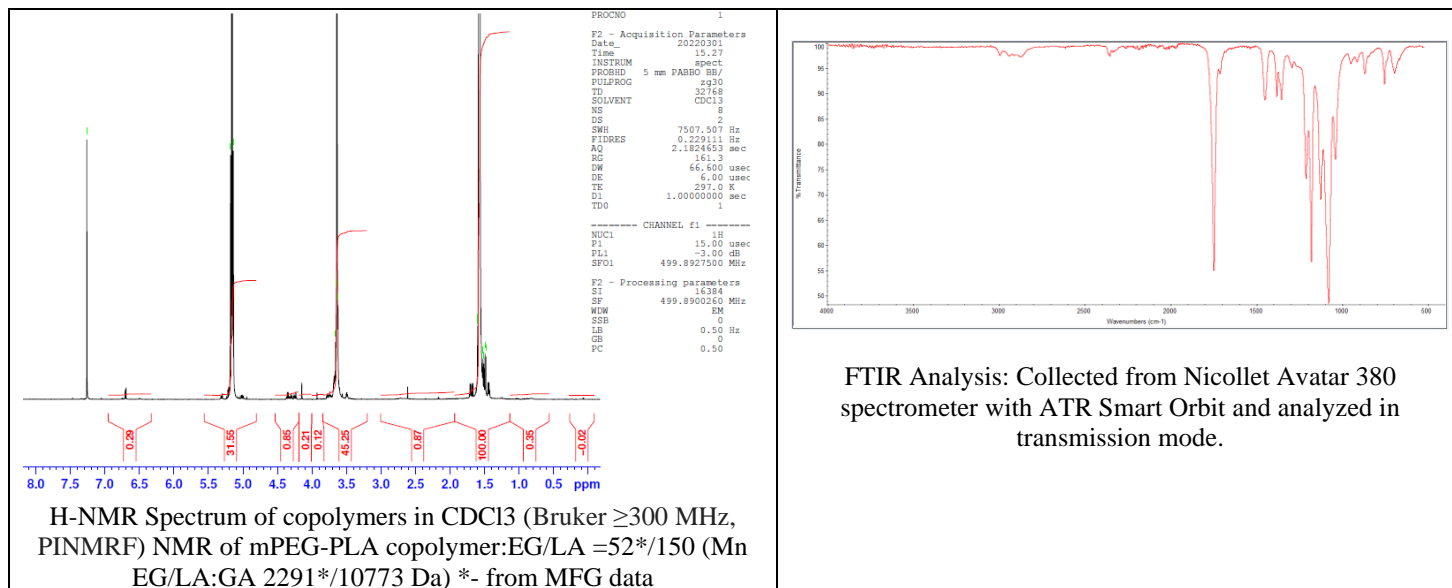 PROCNO 1
F2 - Acquisition Parameters
Date_ 20220301
Time 15.27
INSTRUM spect
PROBHD 5 mm PABBO BB/
PULPROG zg30
TD 32768
SOLVENT CDCl3
NS 8
DS 2
SWH 7507.507 Hz
FIDRES 0.229111 Hz
AQ 2.1824653 sec
RG 161.3
DW 66.600 usec
DE 6.00 usec
TE 297.0 K
D1 1.00000000 sec
TD0 1
======== CHANNEL f1 ========
NUC1 1H
P1 15.00 usec
PL1 -3.00 dB
SFO1 499.8927500 MHz
F2 - Processing parameters
SI 16384
SF 499.8900260 MHz
WDW EM
SSB 0
LB 0.50 Hz
GB 0
PC 0.50
0.29 31.55 0.85 0.21 0.12 45.25 0.87 100.00 0.35 -0.02
8.0 7.5 7.0 6.5 6.0 5.5 5.0 4.5 4.0 3.5 3.0 2.5 2.0 1.5 1.0 0.5 ppm
H-NMR Spectrum of copolymers in CDCl3 (Bruker ≥300 MHz,
PINMRF) NMR of mPEG-PLA copolymer:EG/LA =52*/150 (Mn
EG/LA:GA 2291*/10773 Da) *- from MFG data
100
95
90
85
80
75
70
65
60
55
50
% Transmittance
4000 3500 3000 2500 2000 1500 1000 500
Wavenumbers (cm-1)
FTIR Analysis: Collected from Nicollet Avatar 380
spectrometer with ATR Smart Orbit and analyzed in
transmission mode.